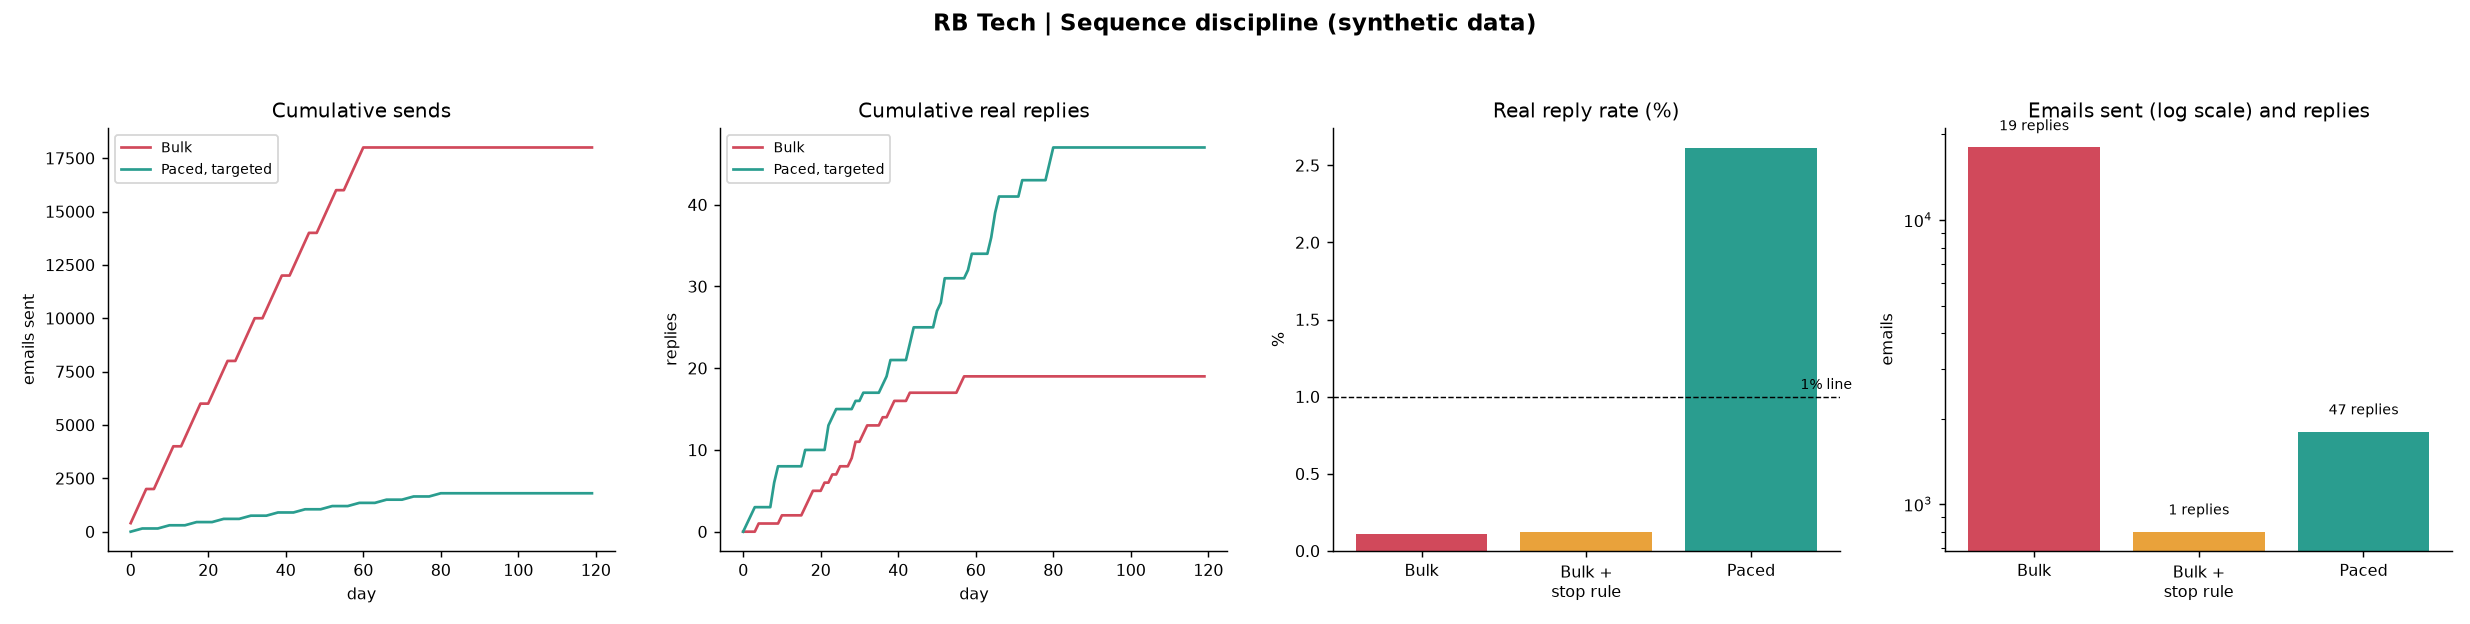 RB Tech | Sequence discipline (synthetic data)
Cumulative sends
Bulk
Paced, targeted
17500
15000
12500
10000
7500
5000
2500
0
emails sent
0 20 40 60 80 100 120
day
Cumulative real replies
Bulk
Paced, targeted
40
30
20
10
0
replies
0 20 40 60 80 100 120
day
Real reply rate (%)
2.5
2.0
1.5
1.0
0.5
0.0
%
1% line
Bulk
Bulk +
stop rule
Paced
Emails sent (log scale) and replies
19 replies
10⁴
47 replies
10³
1 replies
emails
Bulk
Bulk +
stop rule
Paced